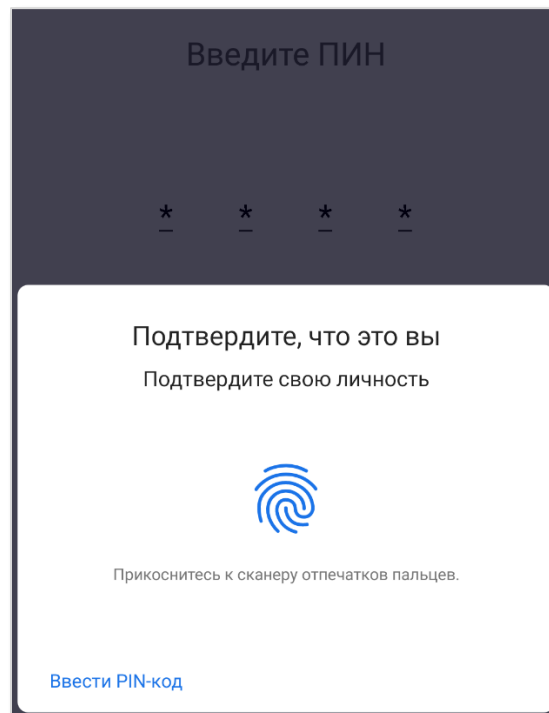 Введите ПИН
* * * *
Подтвердите, что это вы
Подтвердите свою личность
Прикоснитесь к сканеру отпечатков пальцев.
Ввести PIN-код